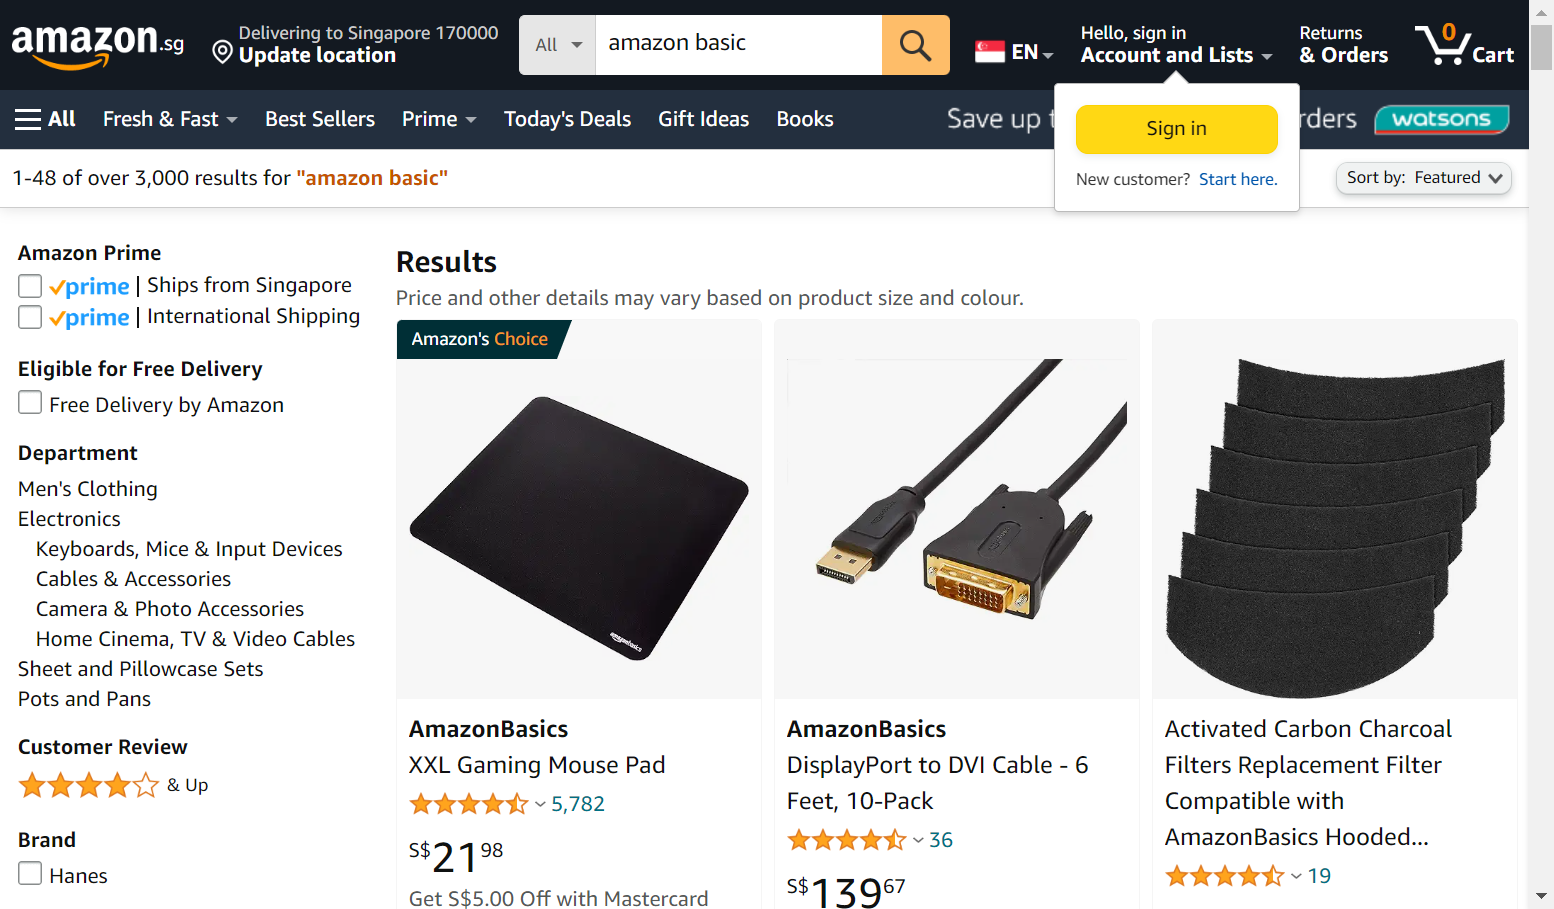 amazon.sg
Delivering to Singapore 170000
Update location
All
amazon basic
EN
Hello, sign in
Account and Lists
Returns
& Orders
0
Cart
All
Fresh & Fast
Best Sellers
Prime
Today's Deals
Gift Ideas
Books
Save up t
rders
watsons
Sign in
New customer? Start here.
1-48 of over 3,000 results for "amazon basic"
Sort by: Featured
Amazon Prime
prime | Ships from Singapore
prime | International Shipping
Eligible for Free Delivery
Free Delivery by Amazon
Department
Men's Clothing
Electronics
Keyboards, Mice & Input Devices
Cables & Accessories
Camera & Photo Accessories
Home Cinema, TV & Video Cables
Sheet and Pillowcase Sets
Pots and Pans
Customer Review
& Up
Brand
Hanes
Results
Price and other details may vary based on product size and colour.
Amazon's Choice
amazonbasics
AmazonBasics
XXL Gaming Mouse Pad
5,782
S$21 98
Get S$5.00 Off with Mastercard
AmazonBasics
DisplayPort to DVI Cable - 6
Feet, 10-Pack
36
S$139 67
Activated Carbon Charcoal
Filters Replacement Filter
Compatible with
AmazonBasics Hooded...
19